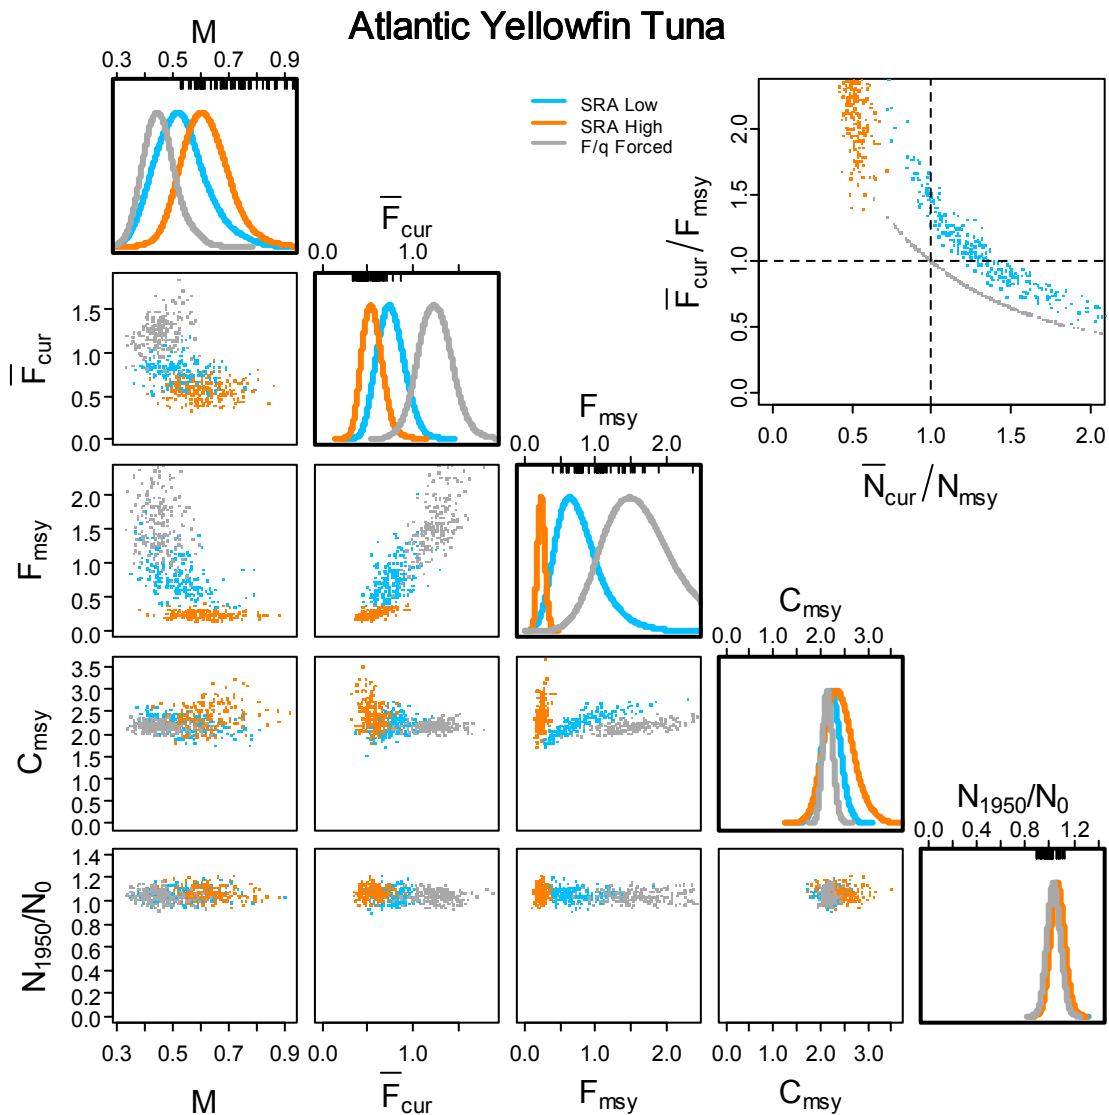 Atlantic Yellowfin Tuna
M
0.3 0.5 0.7 0.9
SRA Low
SRA High
F/q Forced
F̅cur
0.0 1.0
F̅cur / Fmsy
0.0 0.5 1.0 1.5 2.0
0.0 0.5 1.0 1.5 2.0
N̅cur / Nmsy
F̅cur
0.0 0.5 1.0 1.5
Fmsy
0.0 1.0 2.0
Fmsy
0.0 0.5 1.0 1.5 2.0
Cmsy
0.0 1.0 2.0 3.0
Cmsy
0.0 0.5 1.0 1.5 2.0 2.5 3.0 3.5
N1950/N0
0.0 0.4 0.8 1.2
N1950/N0
0.0 0.2 0.4 0.6 0.8 1.0 1.2 1.4
0.3 0.5 0.7 0.9
0.0 1.0
0.0 1.0 2.0
0.0 1.0 2.0 3.0
M
F̅cur
Fmsy
Cmsy